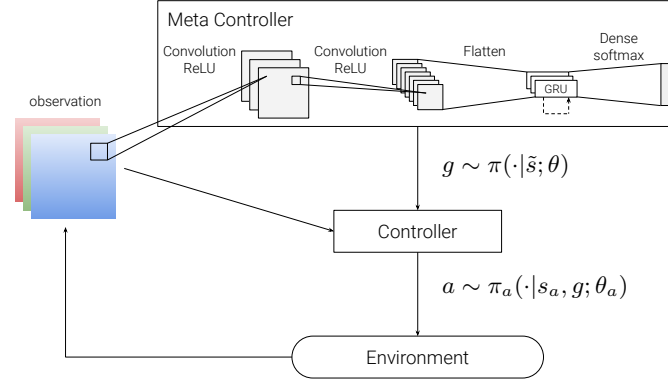 Meta Controller
Convolution
ReLU
Convolution
ReLU
Flatten
Dense
softmax
GRU
observation
g ∼ π(·|s̃; θ)
Controller
a ∼ πₐ(·|sₐ, g; θₐ)
Environment